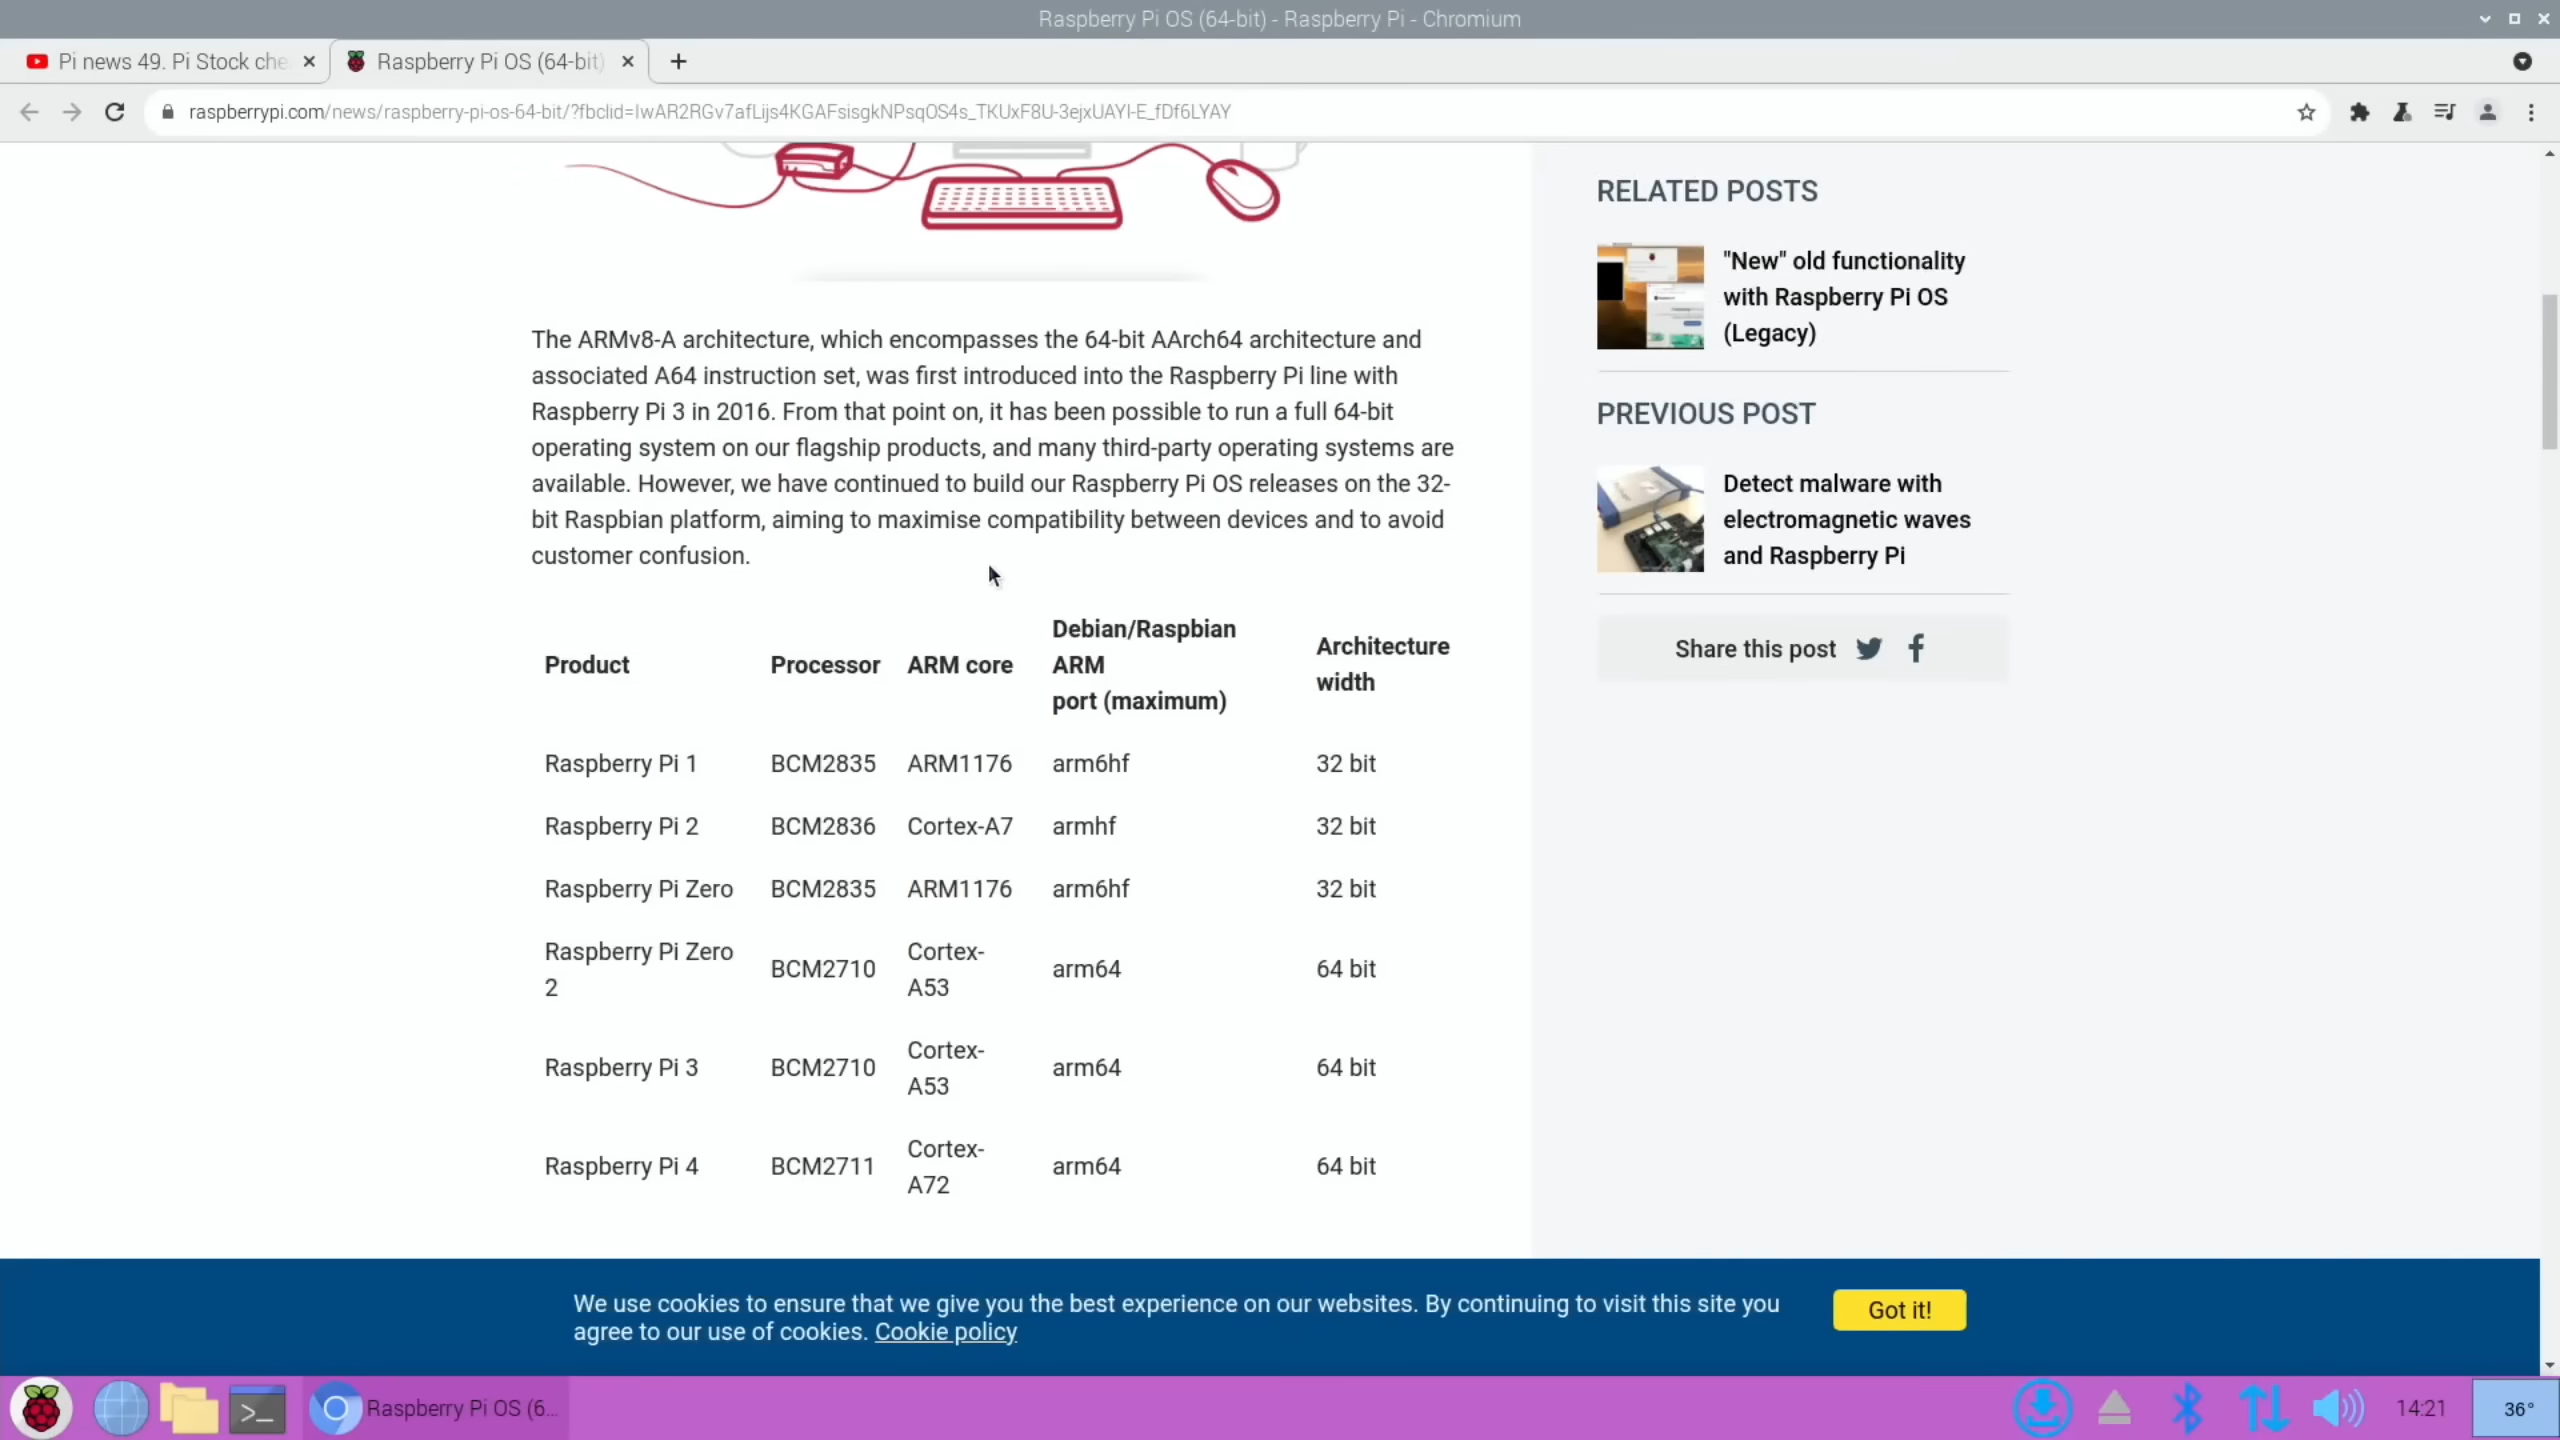 Raspberry Pi OS (64-bit) - Raspberry Pi - Chromium
Pi news 49. Pi Stock che
Raspberry Pi OS (64-bit)
raspberrypi.com/news/raspberry-pi-os-64-bit/?fbclid=IwAR2RGv7afLijs4KGAFsisgkNPsqOS4s_TKUxF8U-3ejxUAYI-E_fDf6LYAY
The ARMv8-A architecture, which encompasses the 64-bit AArch64 architecture and
associated A64 instruction set, was first introduced into the Raspberry Pi line with
Raspberry Pi 3 in 2016. From that point on, it has been possible to run a full 64-bit
operating system on our flagship products, and many third-party operating systems are
available. However, we have continued to build our Raspberry Pi OS releases on the 32-
bit Raspbian platform, aiming to maximise compatibility between devices and to avoid
customer confusion.
Product Processor ARM core Debian/Raspbian ARM port (maximum) Architecture width
Raspberry Pi 1 BCM2835 ARM1176 arm6hf 32 bit
Raspberry Pi 2 BCM2836 Cortex-A7 armhf 32 bit
Raspberry Pi Zero BCM2835 ARM1176 arm6hf 32 bit
Raspberry Pi Zero 2 BCM2710 Cortex-A53 arm64 64 bit
Raspberry Pi 3 BCM2710 Cortex-A53 arm64 64 bit
Raspberry Pi 4 BCM2711 Cortex-A72 arm64 64 bit
RELATED POSTS
"New" old functionality
with Raspberry Pi OS
(Legacy)
PREVIOUS POST
Detect malware with
electromagnetic waves
and Raspberry Pi
Share this post
We use cookies to ensure that we give you the best experience on our websites. By continuing to visit this site you
agree to our use of cookies. Cookie policy
Got it!
Raspberry Pi OS (6...
14:21
36°